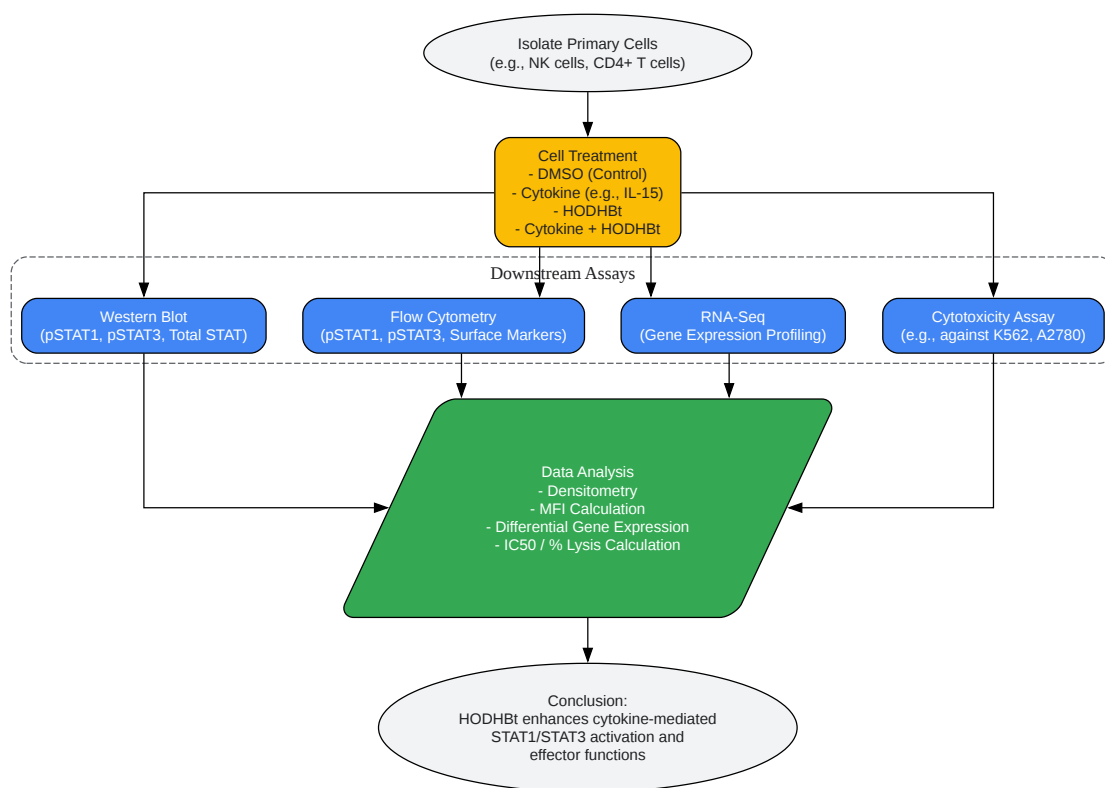 Isolate Primary Cells
(e.g., NK cells, CD4+ T cells)
Cell Treatment
- DMSO (Control)
- Cytokine (e.g., IL-15)
- HODHBt
- Cytokine + HODHBt
Downstream Assays
Western Blot
(pSTAT1, pSTAT3, Total STAT)
Flow Cytometry
(pSTAT1, pSTAT3, Surface Markers)
RNA-Seq
(Gene Expression Profiling)
Cytotoxicity Assay
(e.g., against K562, A2780)
Data Analysis
- Densitometry
- MFI Calculation
- Differential Gene Expression
- IC50 / % Lysis Calculation
Conclusion:
HODHBt enhances cytokine-mediated
STAT1/STAT3 activation and
effector functions